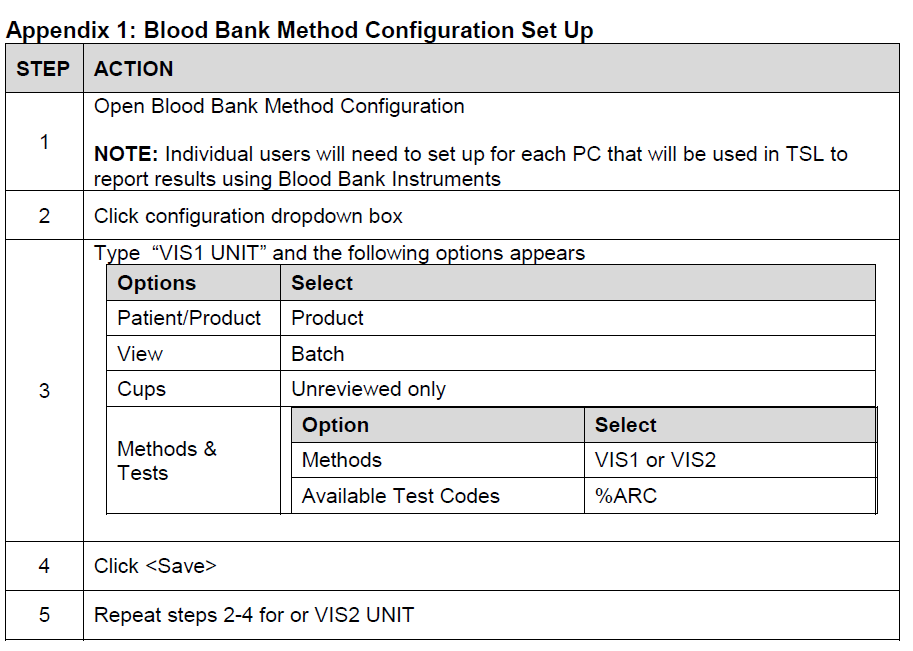 Appendix 1: Blood Bank Method Configuration Set Up
STEP ACTION
1
Open Blood Bank Method Configuration
NOTE: Individual users will need to set up for each PC that will be used in TSL to
report results using Blood Bank Instruments
2 Click configuration dropdown box
3
Type “VIS1 UNIT” and the following options appears
Options Select
Patient/Product Product
View Batch
Cups Unreviewed only
Methods &
Tests
Option Select
Methods VIS1 or VIS2
Available Test Codes %ARC
4 Click <Save>
5 Repeat steps 2-4 for or VIS2 UNIT